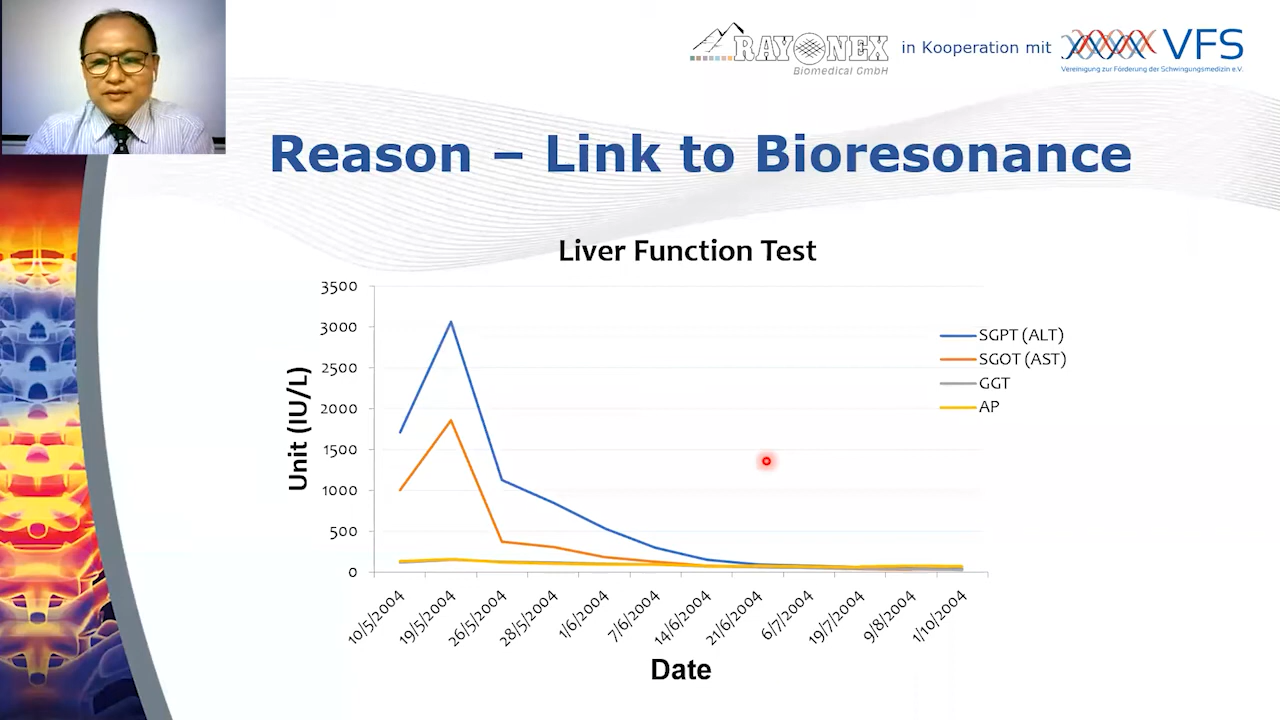 RAYONEX
Biomedical GmbH
in Kooperation mit
VFS
Vereinigung zur Förderung der Schwingungsmedizin e.V.
Reason – Link to Bioresonance
Liver Function Test
3500
3000
2500
2000
1500
1000
500
0
Unit (IU/L)
SGPT (ALT)
SGOT (AST)
GGT
AP
10/5/2004
19/5/2004
26/5/2004
28/5/2004
1/6/2004
7/6/2004
14/6/2004
21/6/2004
6/7/2004
19/7/2004
9/8/2004
1/10/2004
Date